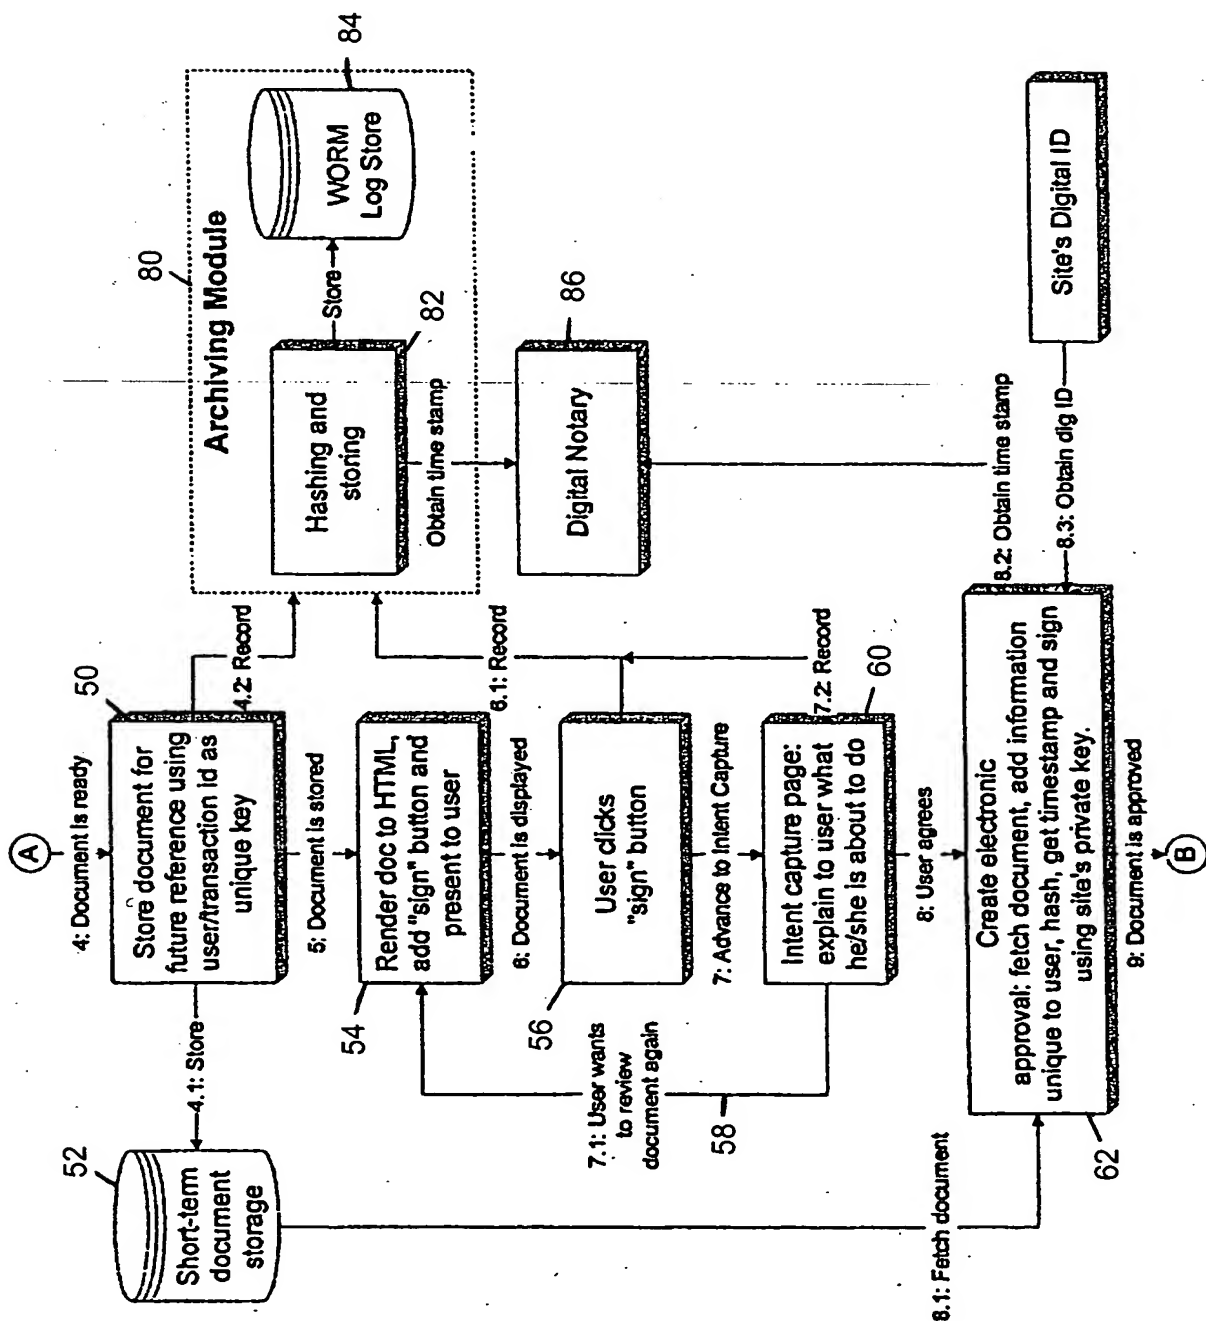 A
4: Document is ready
50
Store document for
future reference using
user/transaction id as
unique key
4.1: Store
52
Short-term
document
storage
4.2: Record
80
Archiving Module
Hashing and
storing
82
Store
WORM
Log Store
84
Obtain time stamp
Digital Notary
86
5: Document is stored
54
Render doc to HTML,
add "sign" button and
present to user
6: Document is displayed
6.1: Record
56
User clicks
"sign" button
7: Advance to Intent Capture
7.1: User wants
to review
document again
58
60
Intent capture page:
explain to user what
he/she is about to do
7.2: Record
8: User agrees
8.1: Fetch document
62
Create electronic
approval: fetch document, add information
unique to user, hash, get timestamp and sign
using site's private key.
8.2: Obtain time stamp
8.3: Obtain dig ID
Site's Digital ID
9: Document is approved
B